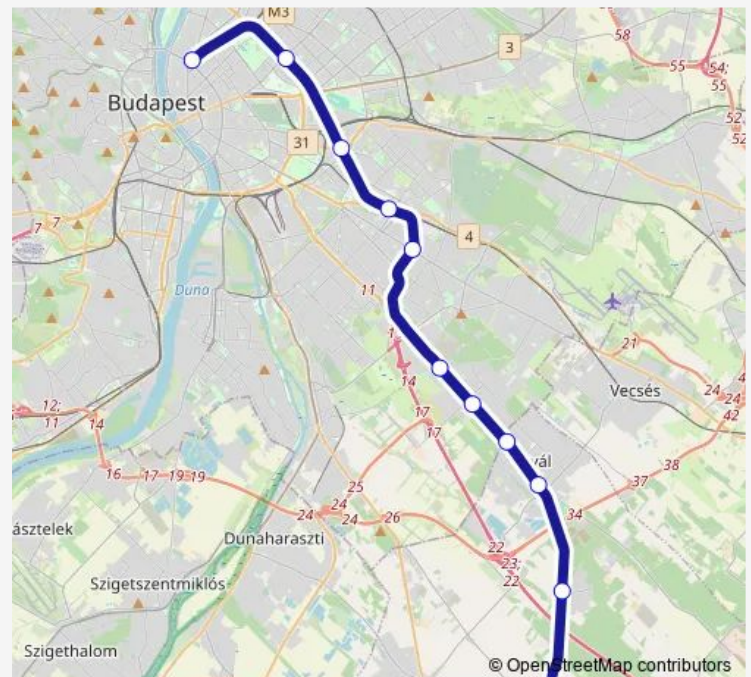 M3
58
3
55
54;
55
Budapest
52
31
52
7 7
4
11
Duna
21
Vecsés
14
24
24
42
12;
11
14
17
17
38
16 17 19 19
37
25
24
24
24
26
34
ásztelek
Dunaharaszti
22
23;
22
vál
Szigetszentmiklós
Szigethalom
© OpenStreetMap contributors